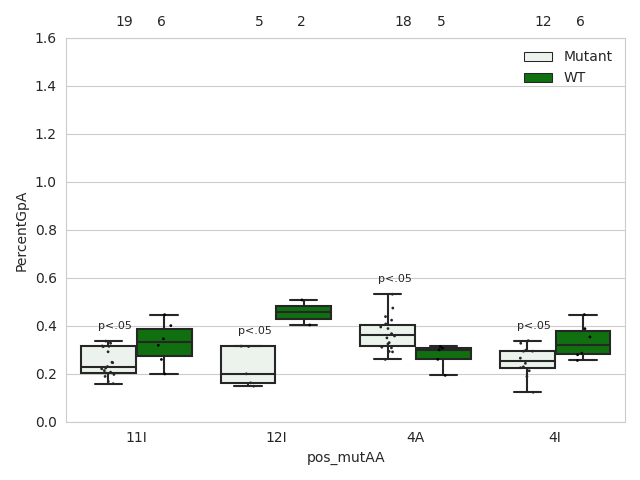 19 6 5 2 18 5 12 6
1.6
Mutant
WT
1.4
1.2
1.0
0.8
0.6
0.4
0.2
0.0
PercentGpA
p<.05
p<.05
p<.05
p<.05
11I 12I 4A 4I
pos_mutAA